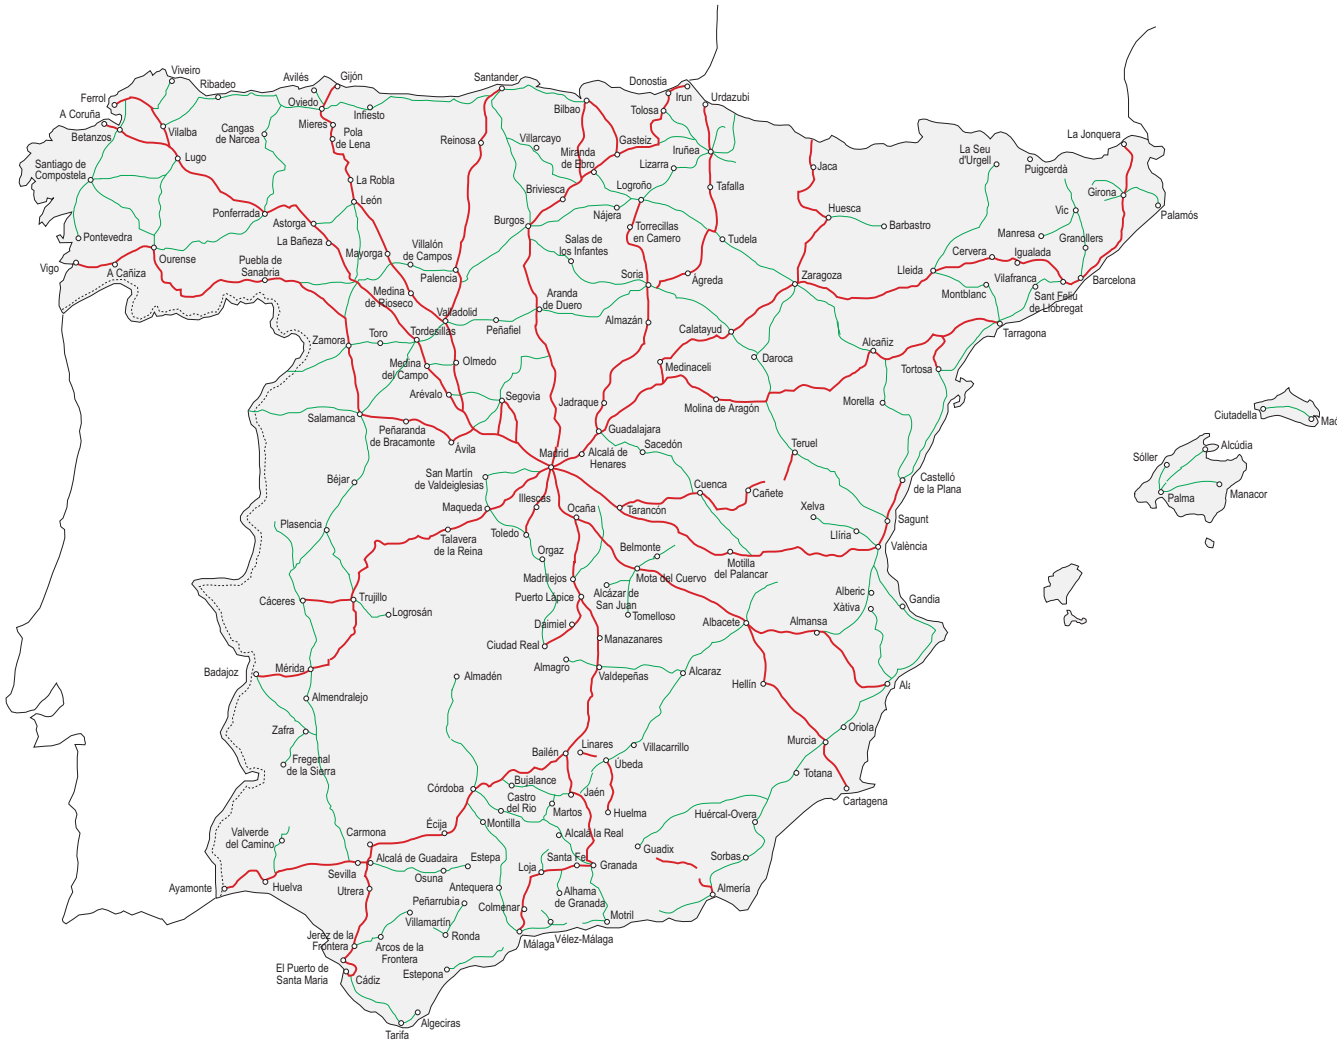 Viveiro
Ribadeo
Avilés
Gijón
Santander
Donostia
Irun
Urdazubi
Ferrol
A Coruña
Betanzos
Vilalba
Oviedo
Infiesto
Bilbao
Tolosa
Cangas
de Narcea
Mieres
Pola
de Lena
Reinosa
Villarcayo
Gasteiz
Iruñea
La Jonquera
Lugo
Miranda
de Ebro
Lizarra
La Seu
d'Urgell
Puigcerdà
Santiago de
Compostela
La Robla
Jaca
Girona
León
Briviesca
Logroño
Tafalla
Ponferrada
Astorga
Nájera
Huesca
Barbastro
Vic
Palamós
Pontevedra
La Bañeza
Burgos
Torrecillas
en Camero
Manresa
Granollers
Ourense
Mayorga
Villalón
de Campos
Salas de
los Infantes
Tudela
Vigo
A Cañiza
Puebla de
Sanabria
Palencia
Soria
Ágreda
Zaragoza
Lleida
Cervera
Igualada
Vilafranca
Barcelona
Medina
de Rioseco
Aranda
de Duero
Montblanc
Sant Feliu
de Llobregat
Valladolid
Peñafiel
Almazán
Calatayud
Tarragona
Zamora
Toro
Tordesillas
Daroca
Alcañiz
Medina
del Campo
Olmedo
Medinaceli
Tortosa
Arévalo
Segovia
Jadraque
Molina de Aragón
Morella
Salamanca
Peñaranda
de Bracamonte
Ávila
Guadalajara
Ciutadella
Maó
Madrid
Alcalá de
Henares
Sacedón
Teruel
Alcúdia
Sóller
Béjar
San Martín
de Valdeiglesias
Cuenca
Cañete
Castelló
de la Plana
Palma
Manacor
Maqueda
Illescas
Ocaña
Tarancón
Xelva
Sagunt
Plasencia
Talavera
de la Reina
Toledo
Llíria
València
Orgaz
Belmonte
Motilla
del Palancar
Madrilejos
Mota del Cuervo
Cáceres
Trujillo
Puerto Lápice
Alcázar de
San Juan
Alberic
Xàtiva
Gandia
Logrosán
Daimiel
Tomelloso
Albacete
Almansa
Ciudad Real
Manazanares
Badajoz
Mérida
Almadén
Almagro
Valdepeñas
Alcaraz
Hellín
Almendralejo
Zafra
Oriola
Fregenal
de la Sierra
Bailén
Linares
Villacarrillo
Murcia
Úbeda
Totana
Córdoba
Bujalance
Jaén
Cartagena
Castro
del Río
Martos
Huelma
Huércal-Overa
Valverde
del Camino
Carmona
Écija
Montilla
Alcalá la Real
Guadix
Alcalá de Guadaira
Estepa
Santa Fe
Sorbas
Sevilla
Osuna
Loja
Granada
Ayamonte
Huelva
Utrera
Antequera
Alhama
de Granada
Almería
Peñarrubia
Colmenar
Villamartín
Motril
Jerez de la
Frontera
Arcos de la
Frontera
Ronda
Málaga
Vélez-Málaga
El Puerto de
Santa Maria
Cádiz
Estepona
Algeciras
Tarifa